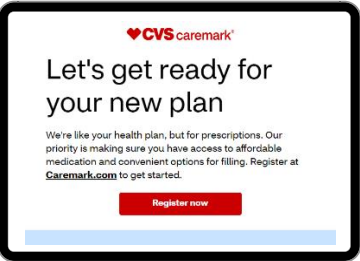 CVS caremark®
Let's get ready for
your new plan
We're like your health plan, but for prescriptions. Our
priority is making sure you have access to affordable
medication and convenient options for filling. Register at
Caremark.com to get started.
Register now